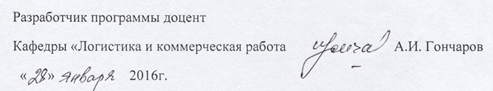 Разработчик программы доцент
Кафедры «Логистика и коммерческая работа А.И. Гончаров
«28» января 2016г.